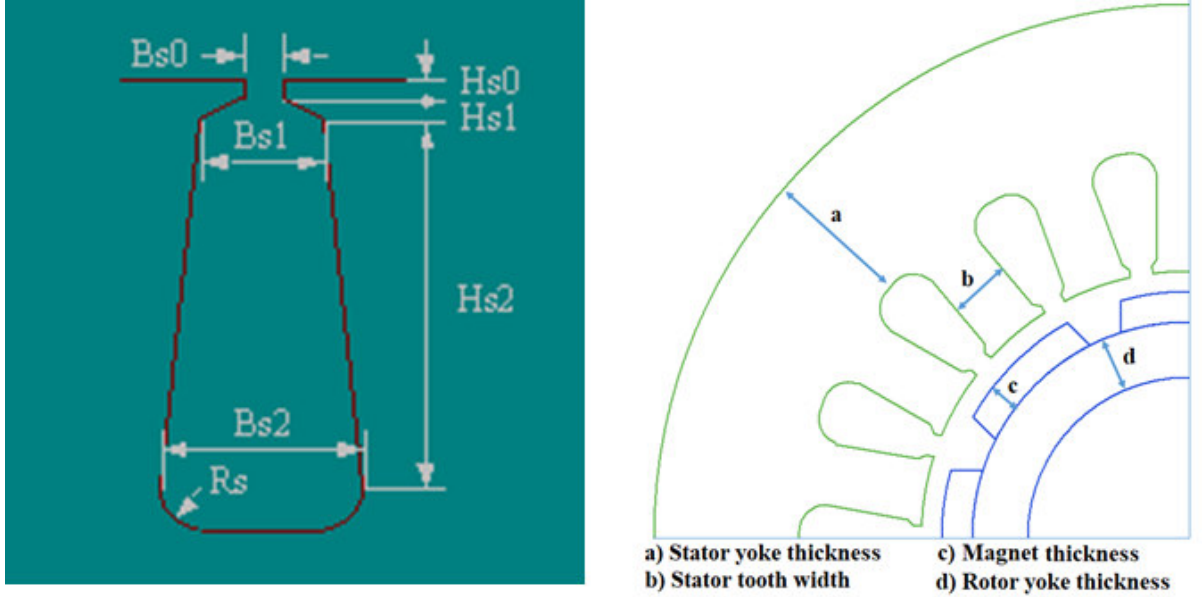 Bs0
Hs0
Hs1
Bs1
Hs2
Bs2
Rs
a
b
c
d
a) Stator yoke thickness
c) Magnet thickness
b) Stator tooth width
d) Rotor yoke thickness